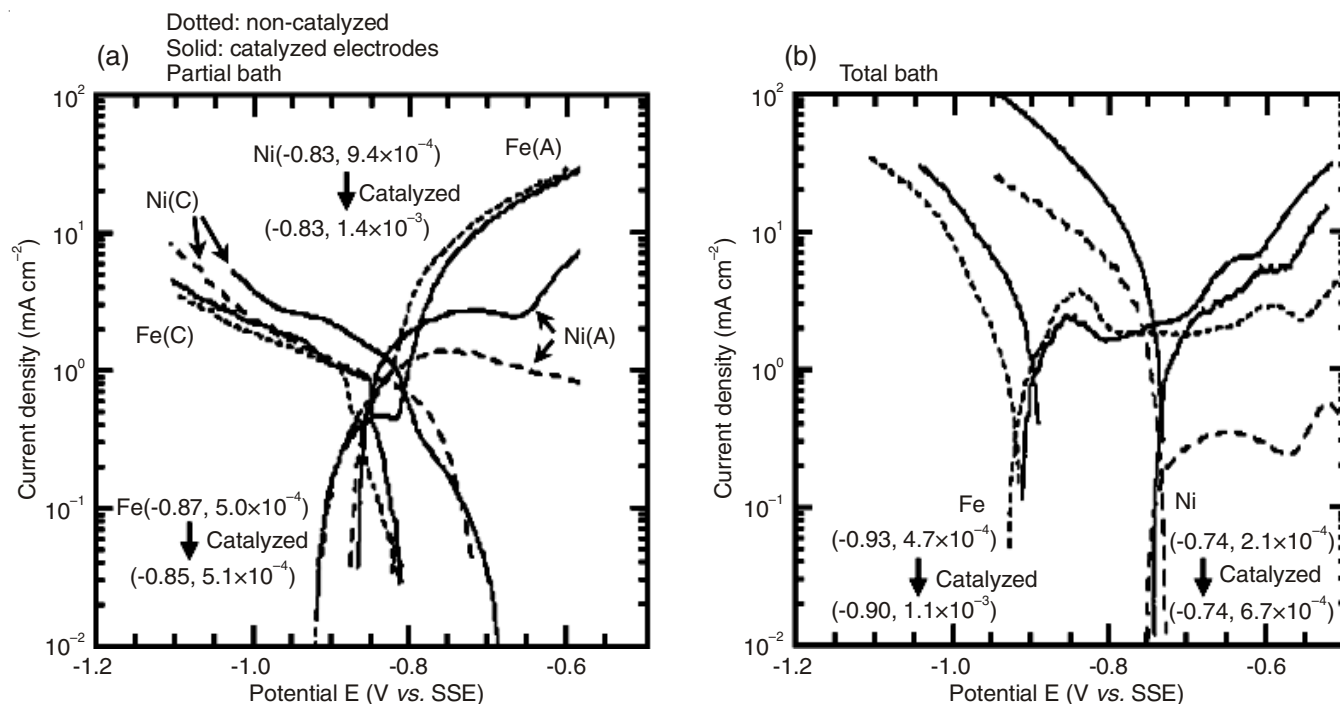 Dotted: non-catalyzed
Solid: catalyzed electrodes
Partial bath
(a)
10²
10¹
10⁰
10⁻¹
10⁻²
Current density (mA cm⁻²)
Ni(-0.83, 9.4×10⁻⁴)
Catalyzed
(-0.83, 1.4×10⁻³)
Fe(A)
Ni(C)
Fe(C)
Ni(A)
Fe(-0.87, 5.0×10⁻⁴)
Catalyzed
(-0.85, 5.1×10⁻⁴)
-1.2 -1.0 -0.8 -0.6
Potential E (V vs. SSE)
(b)
Total bath
10²
10¹
10⁰
10⁻¹
10⁻²
Current density (mA cm⁻²)
Fe
(-0.93, 4.7×10⁻⁴)
Catalyzed
(-0.90, 1.1×10⁻³)
Ni
(-0.74, 2.1×10⁻⁴)
Catalyzed
(-0.74, 6.7×10⁻⁴)
-1.2 -1.0 -0.8 -0.6
Potential E (V vs. SSE)